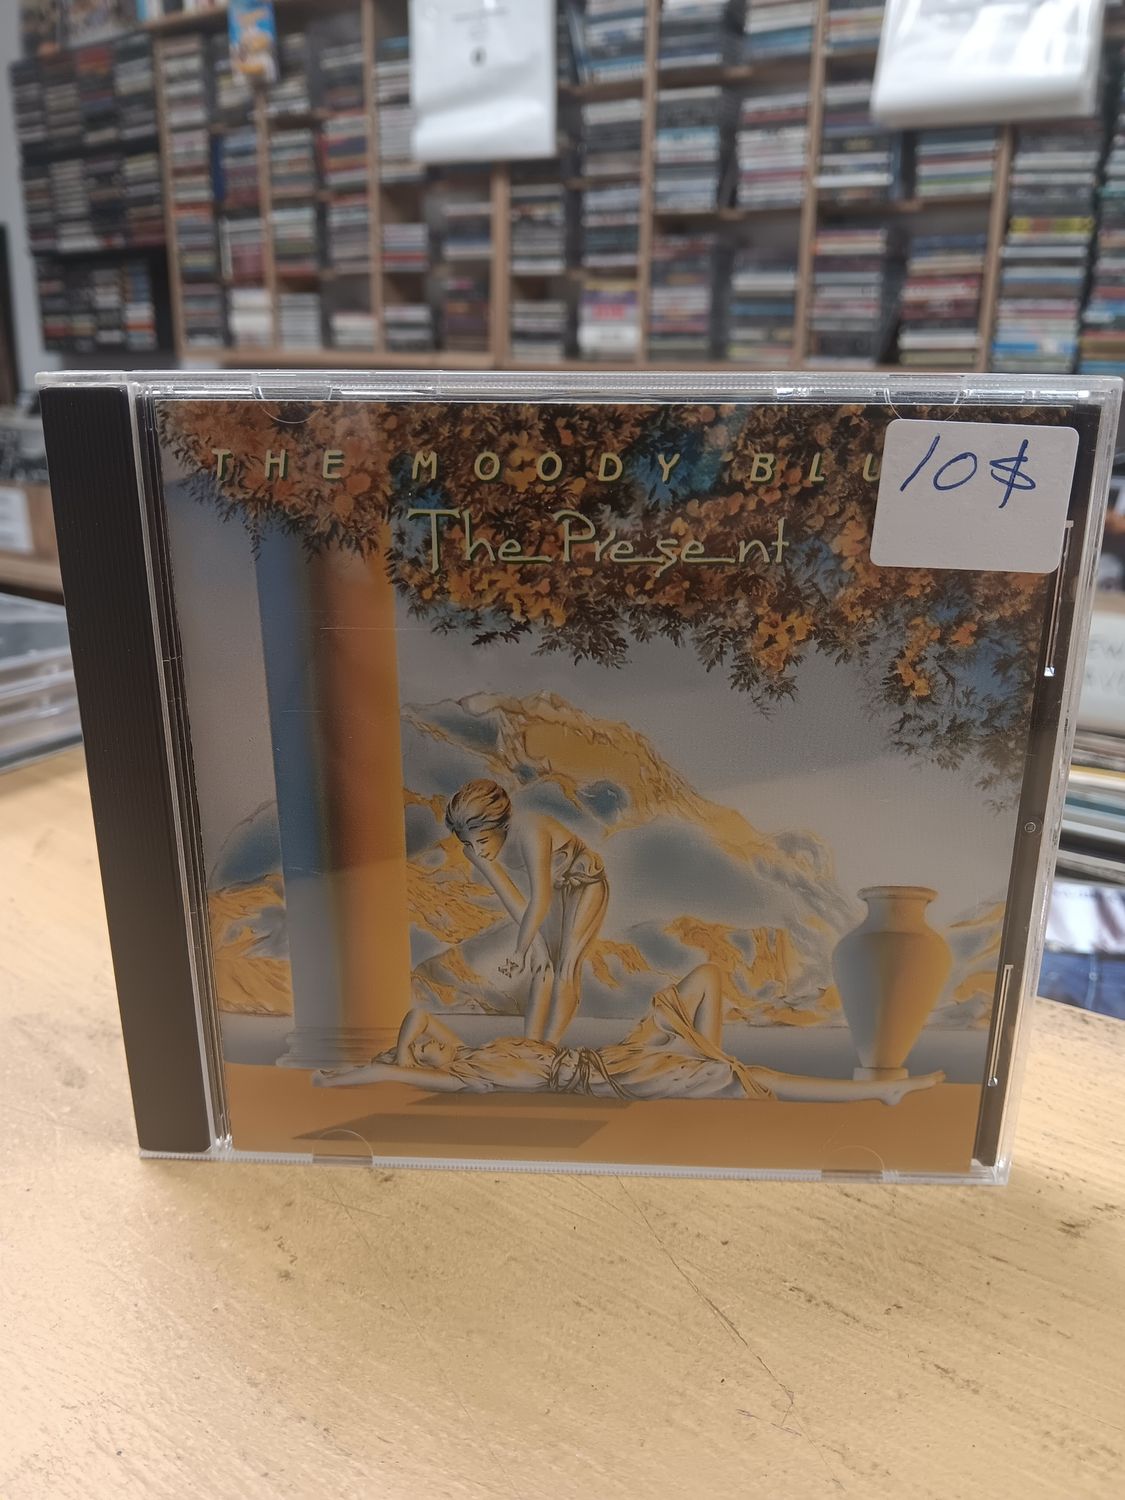 THE MOODY BLU
10$
The Present